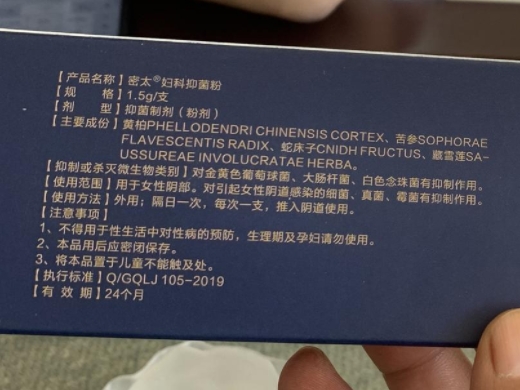 【产品名称】密太®妇科抑菌粉
【规 格】1.5g/支
【剂 型】抑菌制剂（粉剂）
【主要成份】黄柏PHELLODENDRI CHINENSIS CORTEX、苦参SOPHORAE
FLAVESCENTIS RADIX、蛇床子CNIDH FRUCTUS、雪莲SA-
USSUREAE INVOLUCRATAE HERBA。
【抑制或杀灭微生物类别】对金黄色葡萄球菌、大肠杆菌、白色念珠菌有抑制作用。
【使用范围】用于女性阴部。对引起女性阴道感染的细菌、真菌、霉菌有抑制作用。
【使用方法】外用；隔日一次，每次一支，推入阴道使用。
【注意事项】
1、不得用于性生活中对性病的预防，生理期及孕妇请勿使用。
2、本品用后应密闭保存。
3、将本品置于儿童不能触及处。
【执行标准】Q/GQLJ 105-2019
【有 效 期】24个月